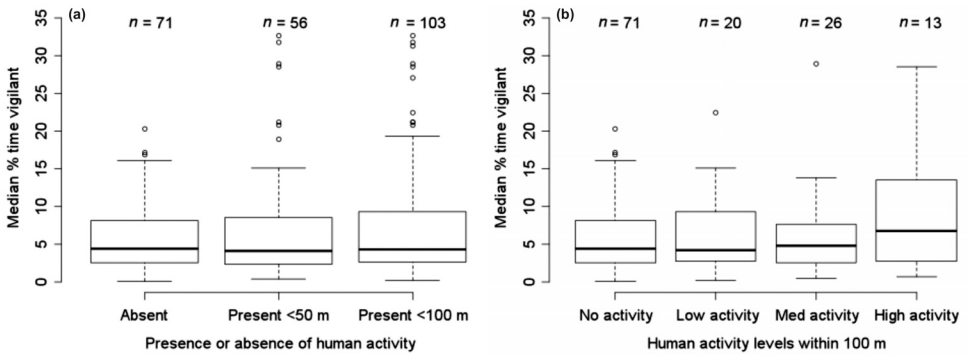 (a)
n = 71 n = 56 n = 103
Median % time vigilant
35
30
25
20
15
10
5
0
Absent Present <50 m Present <100 m
Presence or absence of human activity
(b)
n = 71 n = 20 n = 26 n = 13
Median % time vigilant
35
30
25
20
15
10
5
0
No activity Low activity Med activity High activity
Human activity levels within 100 m